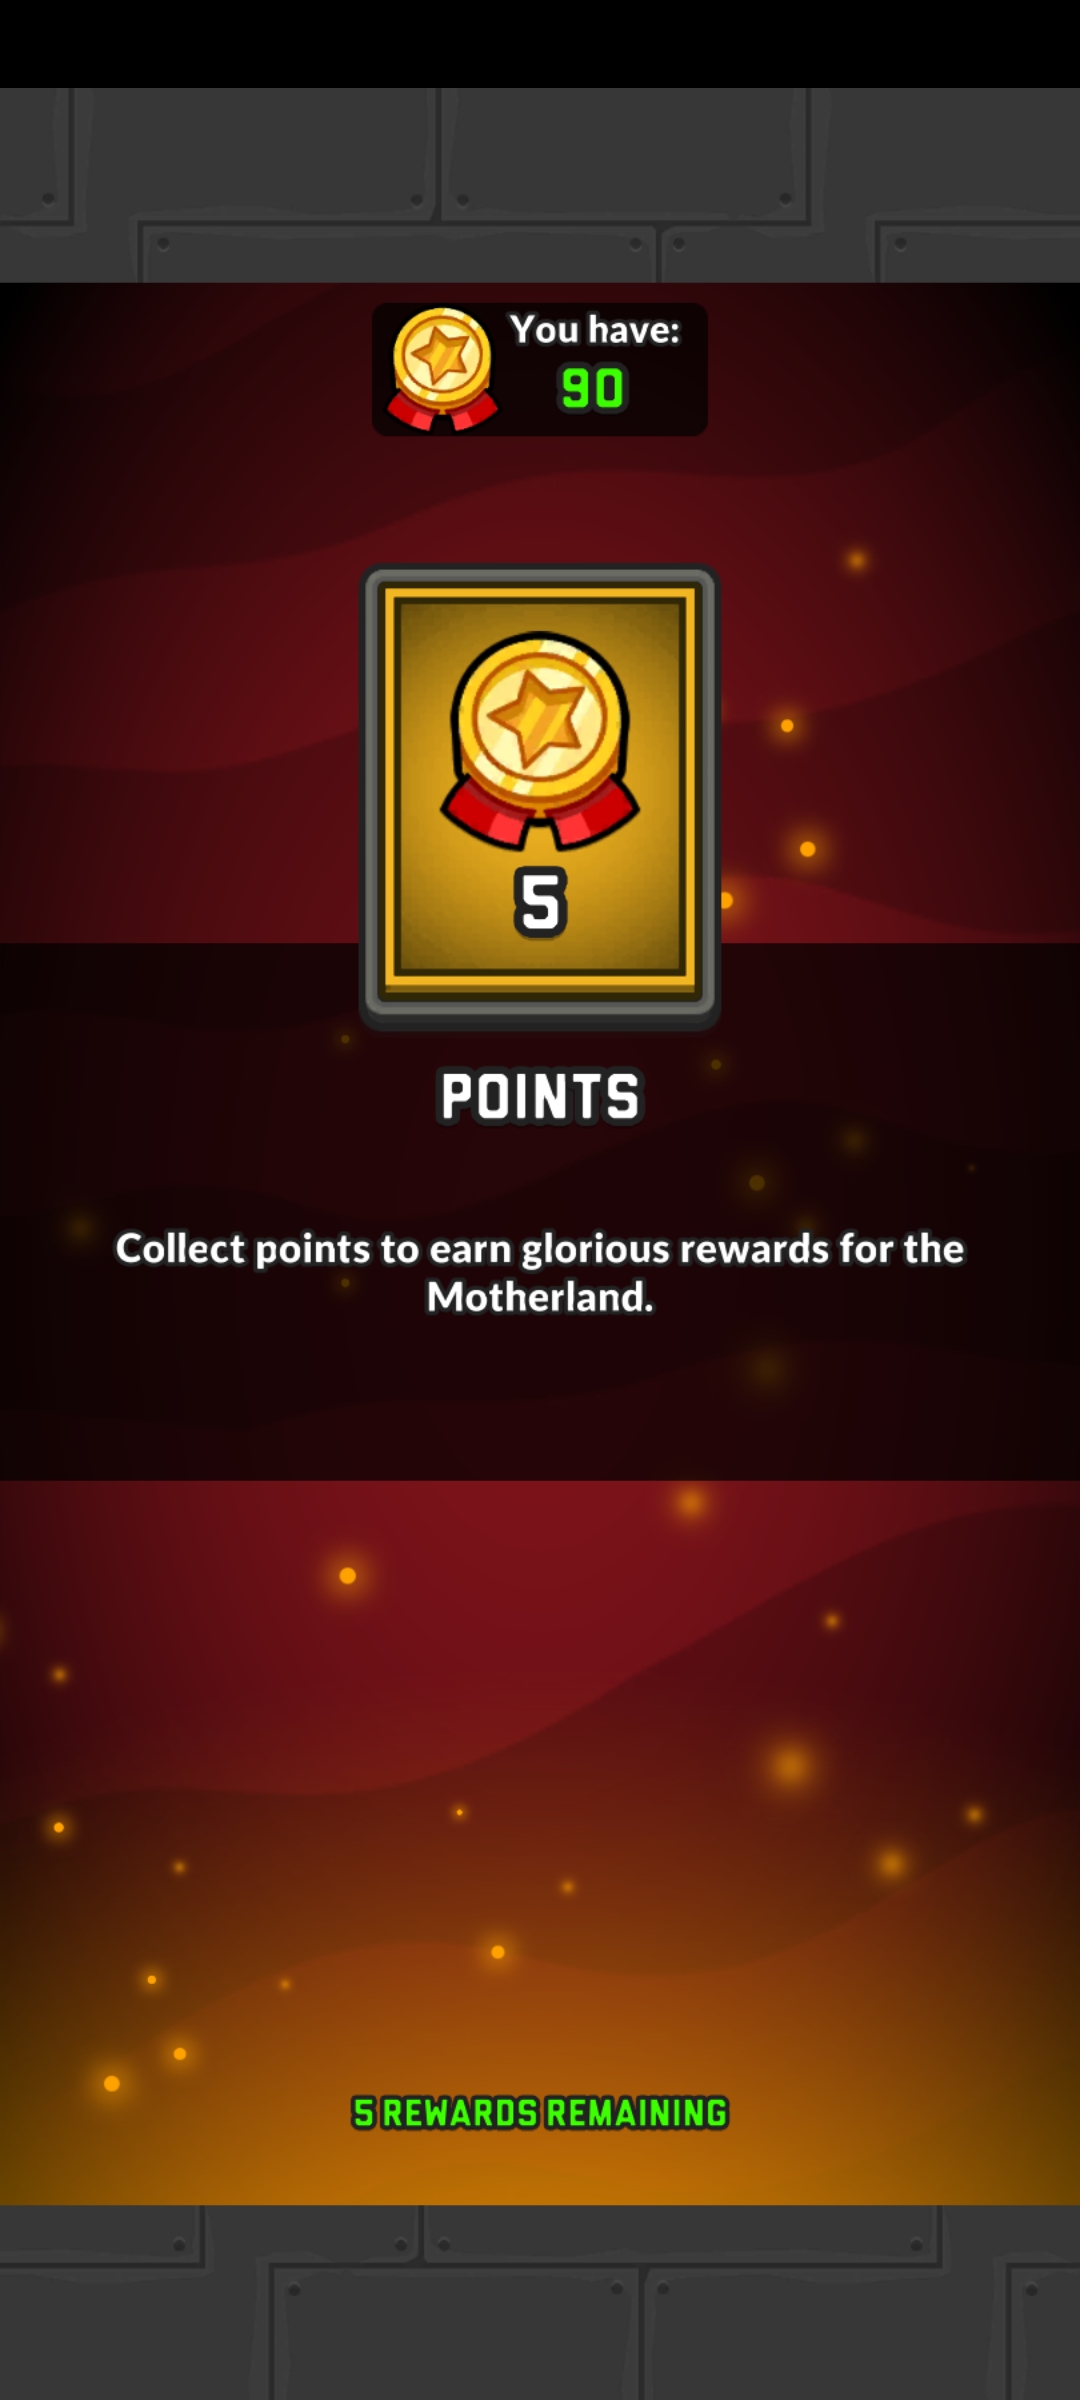 You have:
90
5
POINTS
Collect points to earn glorious rewards for the
Motherland.
5 REWARDS REMAINING